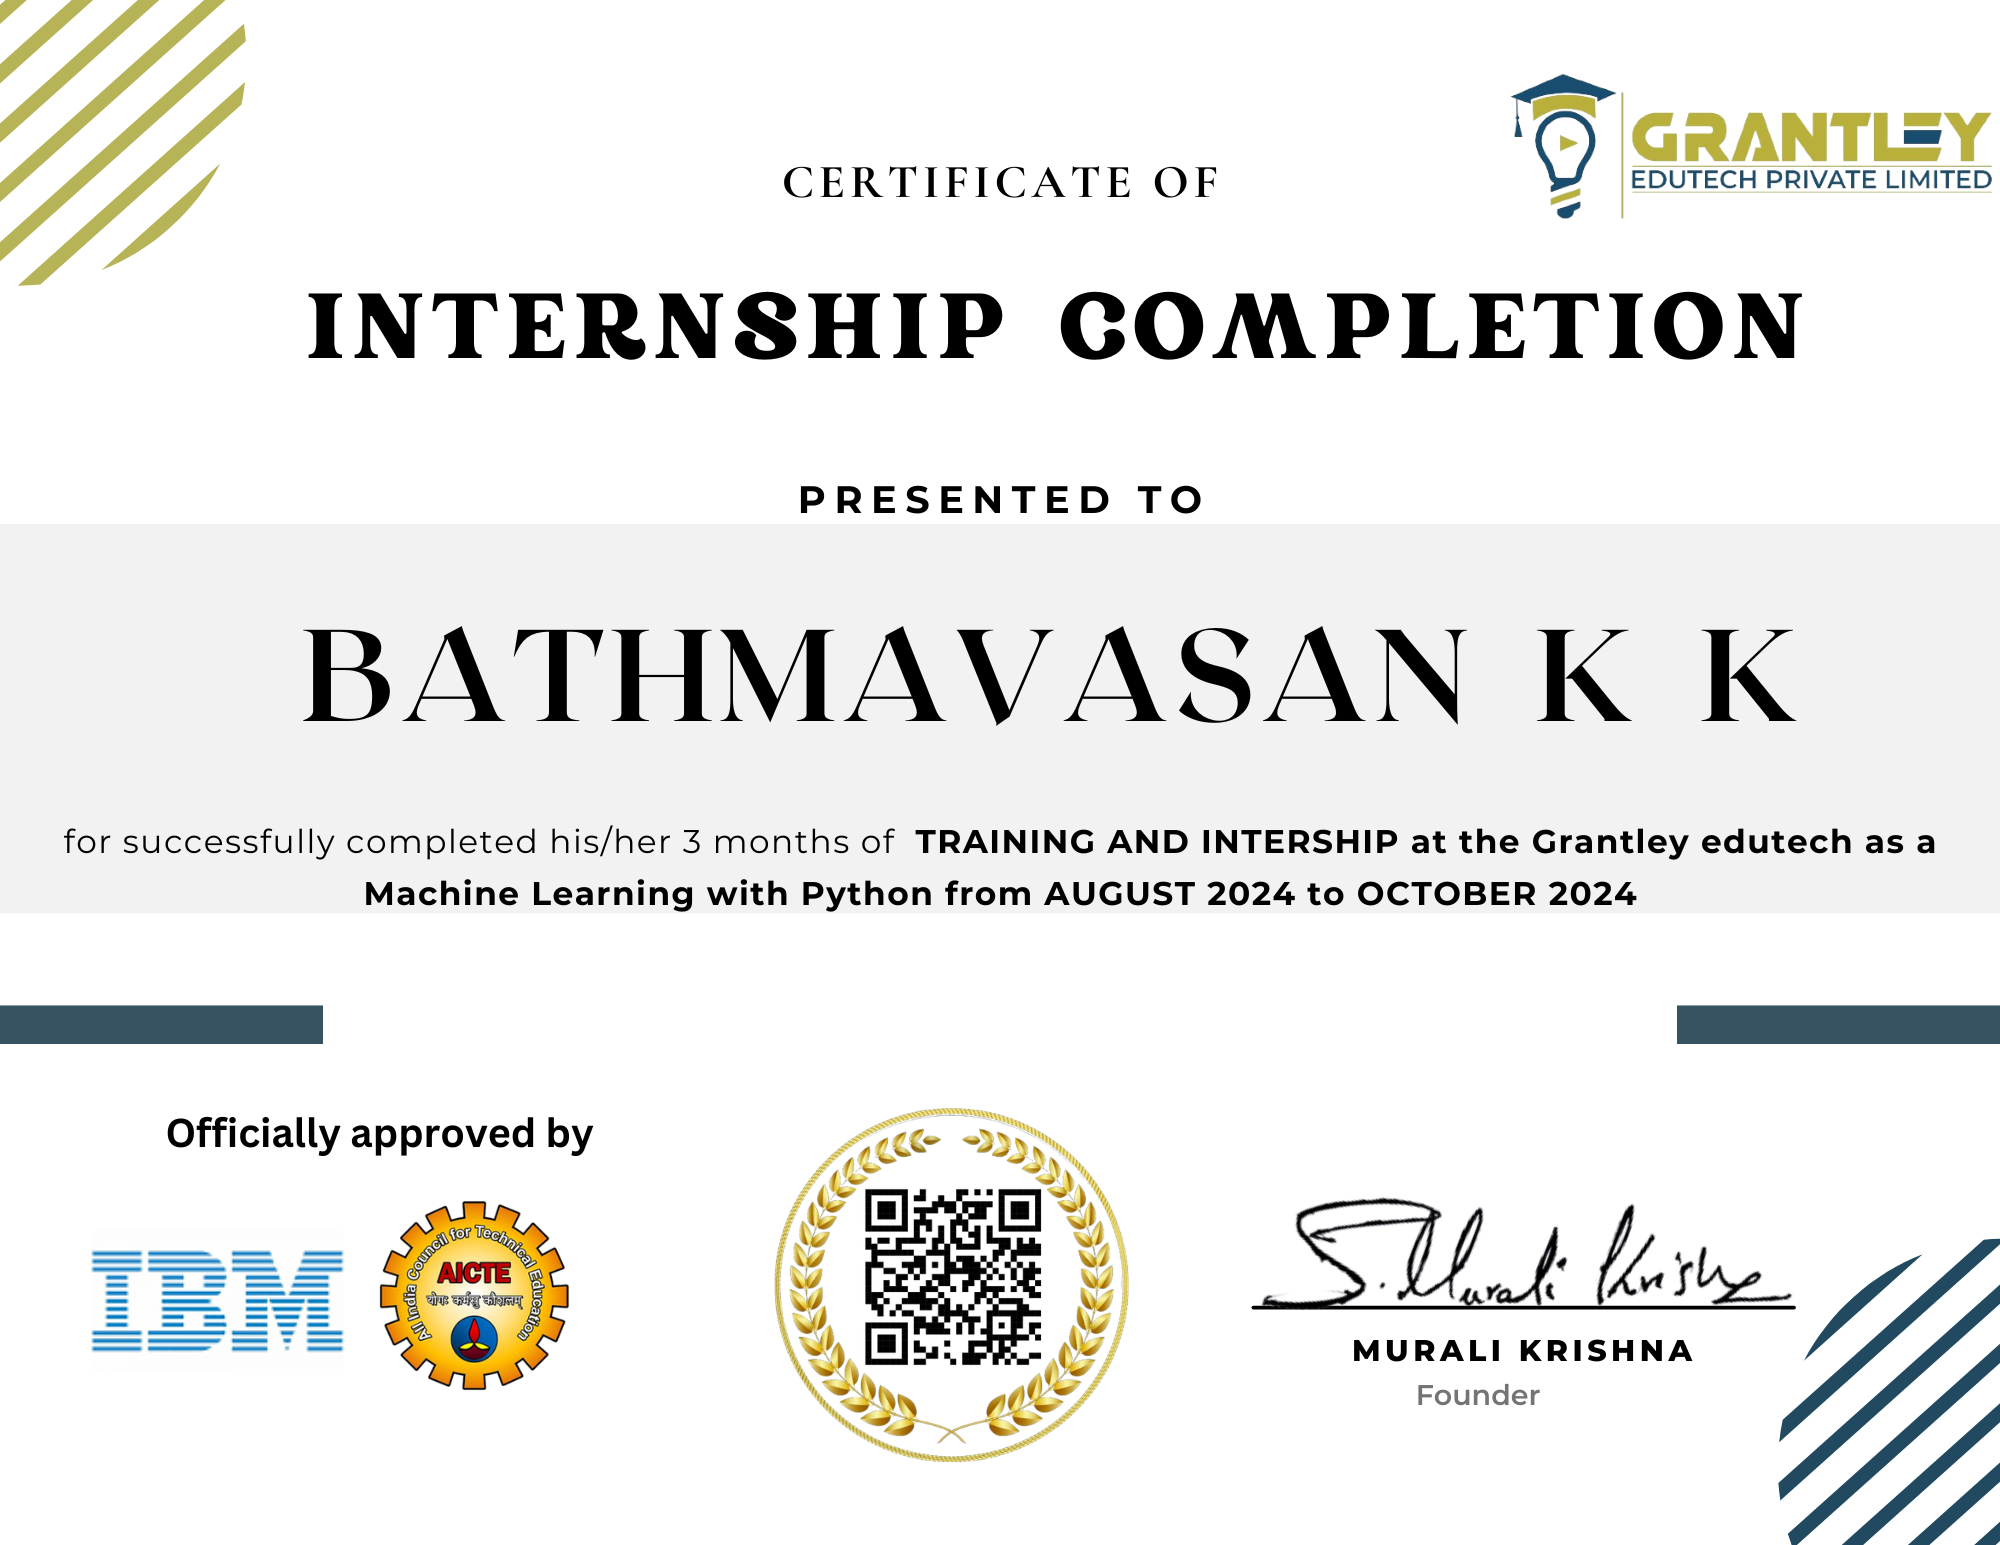 GRANTLEY
EDUTECH PRIVATE LIMITED
CERTIFICATE OF
INTERNSHIP COMPLETION
PRESENTED TO
BATHMAVASAN K K
for successfully completed his/her 3 months of TRAINING AND INTERSHIP at the Grantley edutech as a
Machine Learning with Python from AUGUST 2024 to OCTOBER 2024
Officially approved by
IBM
All India Council for Technical Education
AICTE
योगः कर्मसु कौशलम्
S. Murali Krishna
MURALI KRISHNA
Founder